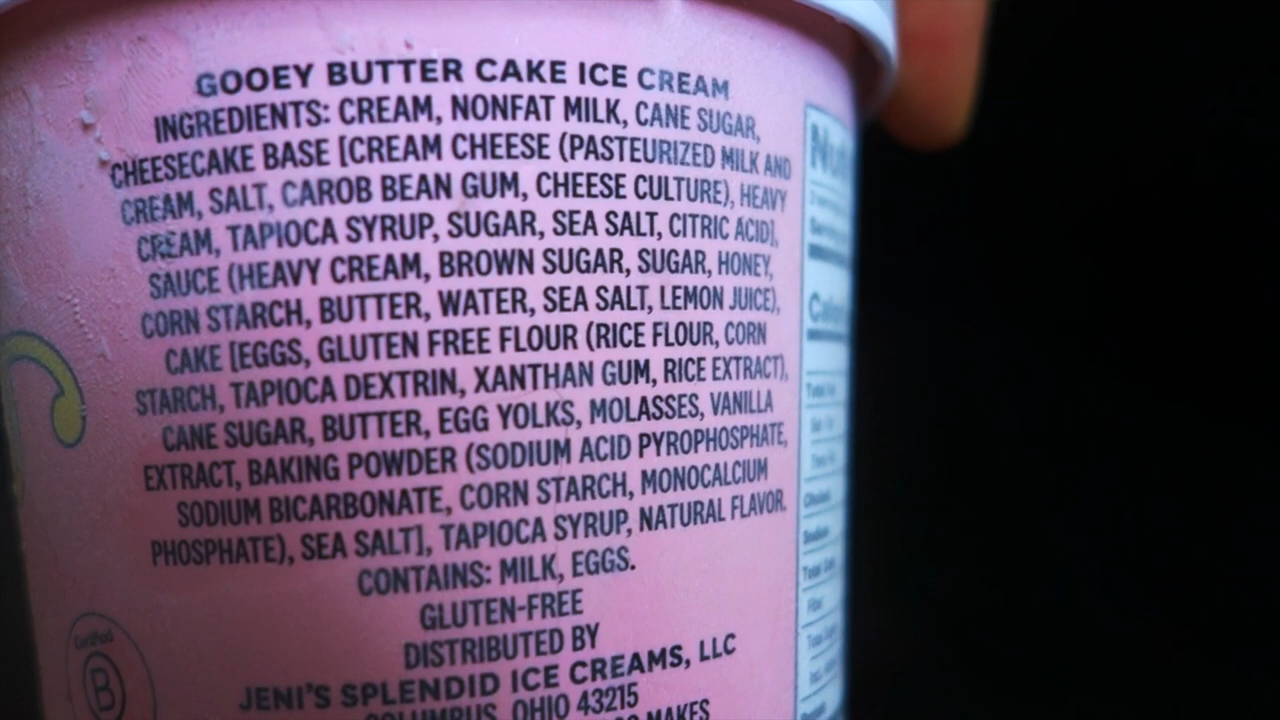 GOOEY BUTTER CAKE ICE CREAM
INGREDIENTS: CREAM, NONFAT MILK, CANE SUGAR,
CHEESECAKE BASE [CREAM CHEESE (PASTEURIZED MILK AND
CREAM, SALT, CAROB BEAN GUM, CHEESE CULTURE), HEAVY
CREAM, TAPIOCA SYRUP, SUGAR, SEA SALT, CITRIC ACID],
SAUCE (HEAVY CREAM, BROWN SUGAR, SUGAR, HONEY,
CORN STARCH, BUTTER, WATER, SEA SALT, LEMON JUICE),
CAKE [EGGS, GLUTEN FREE FLOUR (RICE FLOUR, CORN
STARCH, TAPIOCA DEXTRIN, XANTHAN GUM, RICE EXTRACT),
CANE SUGAR, BUTTER, EGG YOLKS, MOLASSES, VANILLA
EXTRACT, BAKING POWDER (SODIUM ACID PYROPHOSPHATE,
SODIUM BICARBONATE, CORN STARCH, MONOCALCIUM
PHOSPHATE), SEA SALT], TAPIOCA SYRUP, NATURAL FLAVOR.
CONTAINS: MILK, EGGS.
GLUTEN-FREE
DISTRIBUTED BY
JENI'S SPLENDID ICE CREAMS, LLC
COLUMBUS, OHIO 43215
MAKES
Certified
B